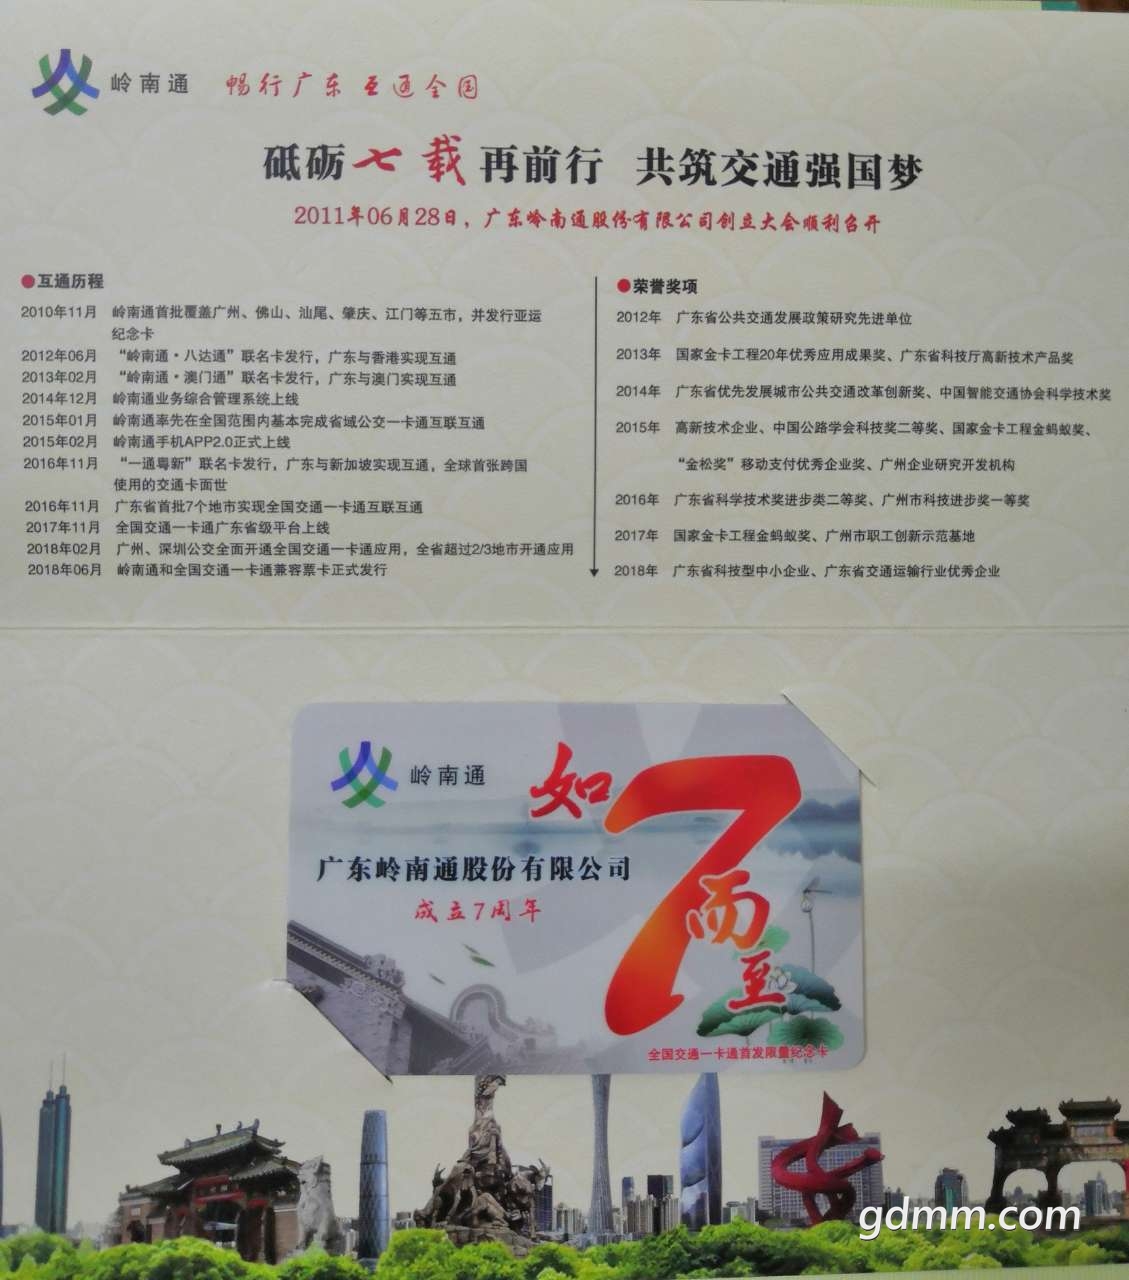 岭南通 畅行广东 互通全国
砥砺七载再前行 共筑交通强国梦
2011年06月28日，广东岭南通股份有限公司创立大会顺利召开
●互通历程
2010年11月 岭南通首批覆盖广州、佛山、汕尾、肇庆、江门等五市，并发行亚运
纪念卡
2012年06月 “岭南通·八达通”联名卡发行，广东与香港实现互通
2013年02月 “岭南通·澳门通”联名卡发行，广东与澳门实现互通
2014年12月 岭南通业务综合管理系统上线
2015年01月 岭南通率先在全国范围内基本完成省域公交一卡通互联互通
2015年02月 岭南通手机APP2.0正式上线
2016年11月 “一通粤新”联名卡发行，广东与新加坡实现互通，全球首张跨国
使用的交通卡面世
2016年11月 广东省首批7个地市实现全国交通一卡通互联互通
2017年11月 全国交通一卡通广东省级平台上线
2018年02月 广州、深圳公交全面开通全国交通一卡通应用，全省超过2/3地市开通应用
2018年06月 岭南通和全国交通一卡通兼容票卡正式发行
●荣誉奖项
2012年 广东省公共交通发展政策研究先进单位
2013年 国家金卡工程20年优秀应用成果奖、广东省科技厅高新技术产品奖
2014年 广东省优先发展城市公共交通改革创新奖、中国智能交通协会科学技术奖
2015年 高新技术企业、中国公路学会科技奖二等奖、国家金卡工程金蚂蚁奖、
“金松奖”移动支付优秀企业奖、广州企业研究开发机构
2016年 广东省科学技术奖进步类二等奖、广州市科技进步奖一等奖
2017年 国家金卡工程金蚂蚁奖、广州市职工创新示范基地
2018年 广东省科技型中小企业、广东省交通运输行业优秀企业
岭南通
如7而至
广东岭南通股份有限公司
成立7周年
全国交通一卡通首发限量纪念卡
gdmm.com